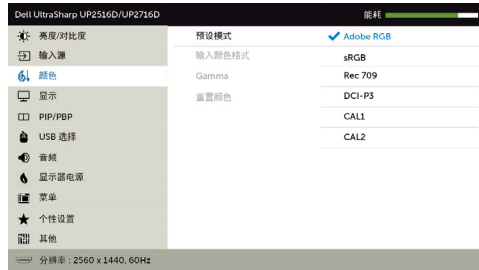 Dell UltraSharp UP2516D/UP2716D
能耗
亮度/对比度
预设模式
Adobe RGB
输入源
输入颜色格式
sRGB
颜色
Gamma
Rec 709
显示
重置颜色
DCI-P3
PIP/PBP
CAL1
USB 选择
CAL2
音频
显示器电源
菜单
个性设置
其他
分辨率 : 2560 x 1440, 60Hz